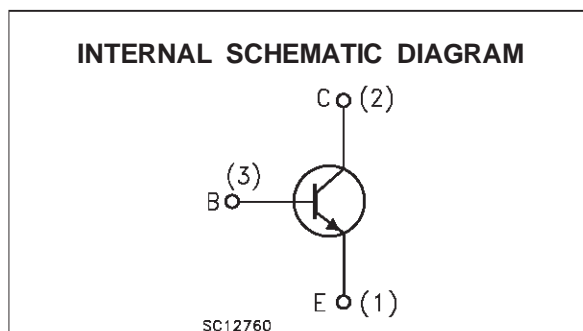 INTERNAL SCHEMATIC DIAGRAM
C (2)
(3)
B
E (1)
SC12760